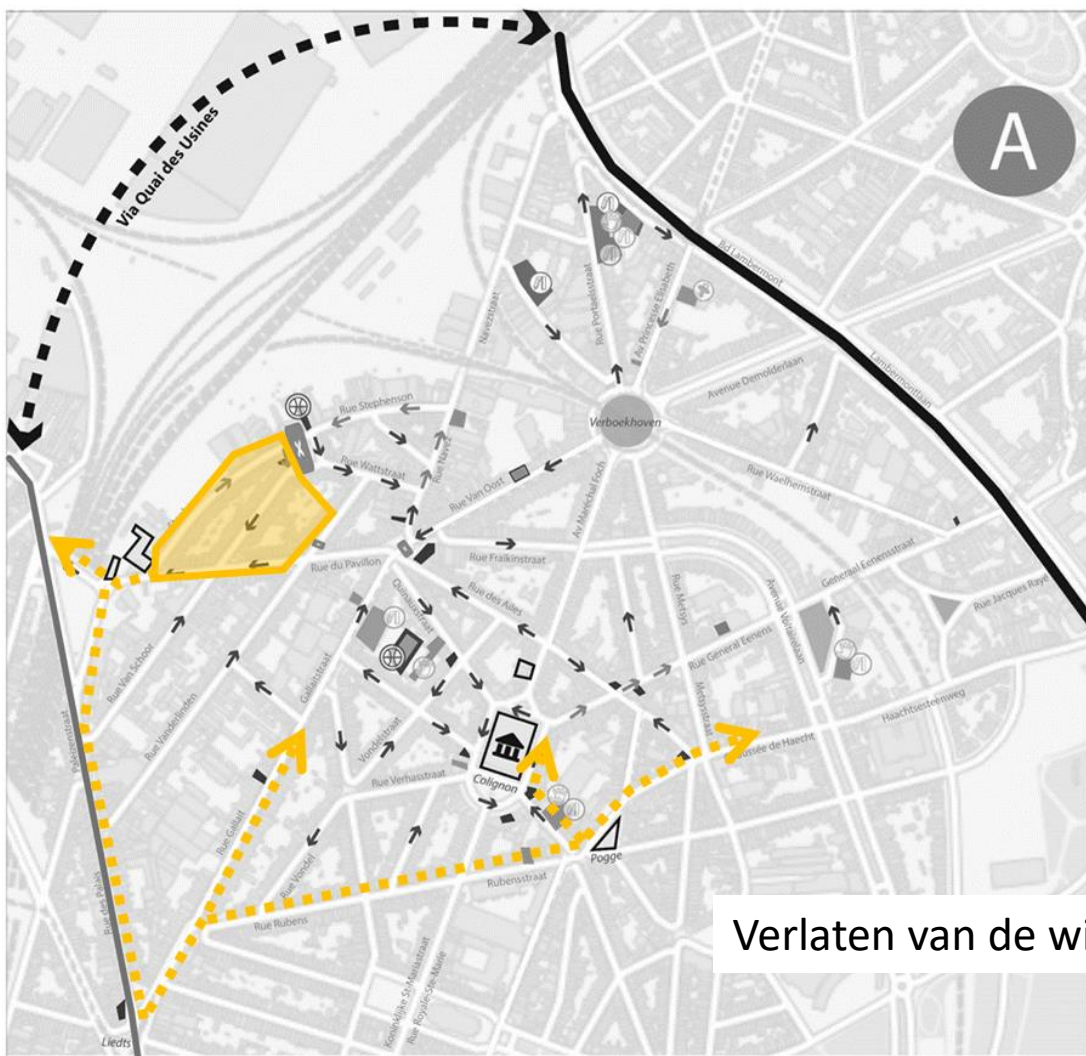 Via Quai des Usines
A
Bd Lambermont
Lambermontlaan
Navezstraat
Rue Portaelsstraat
Av Princesse Elisabeth
Avenue Demolderlaan
Rue Stephenson
Verboekhoven
Rue Navez
Rue Wattstraat
Rue Van Oost
Av Maréchal Foch
Rue Waelhemstraat
Rue Fraikinstraat
Rue du Pavillon
Generaal Eenensstraat
Rue des Ailes
Quinauxstraat
Rue Metsys
Avenue Voltairelaan
Rue Jacques Rayé
Rue Van Schoor
Gallaitstraat
Rue Général Eenens
Rue Vanderlinden
Vondelstraat
Metsysstraat
Haachtsesteenweg
Paleizenstraat
ussée de Haecht
Rue Verhasstraat
Colignon
Rue Gallait
Pogge
Rue Vondel
Rubensstraat
Rue des Palais
Rue Rubens
Verlaten van de wi
Koninklijke St-Mariastraat
Rue Royale-Ste-Marie
Liedts